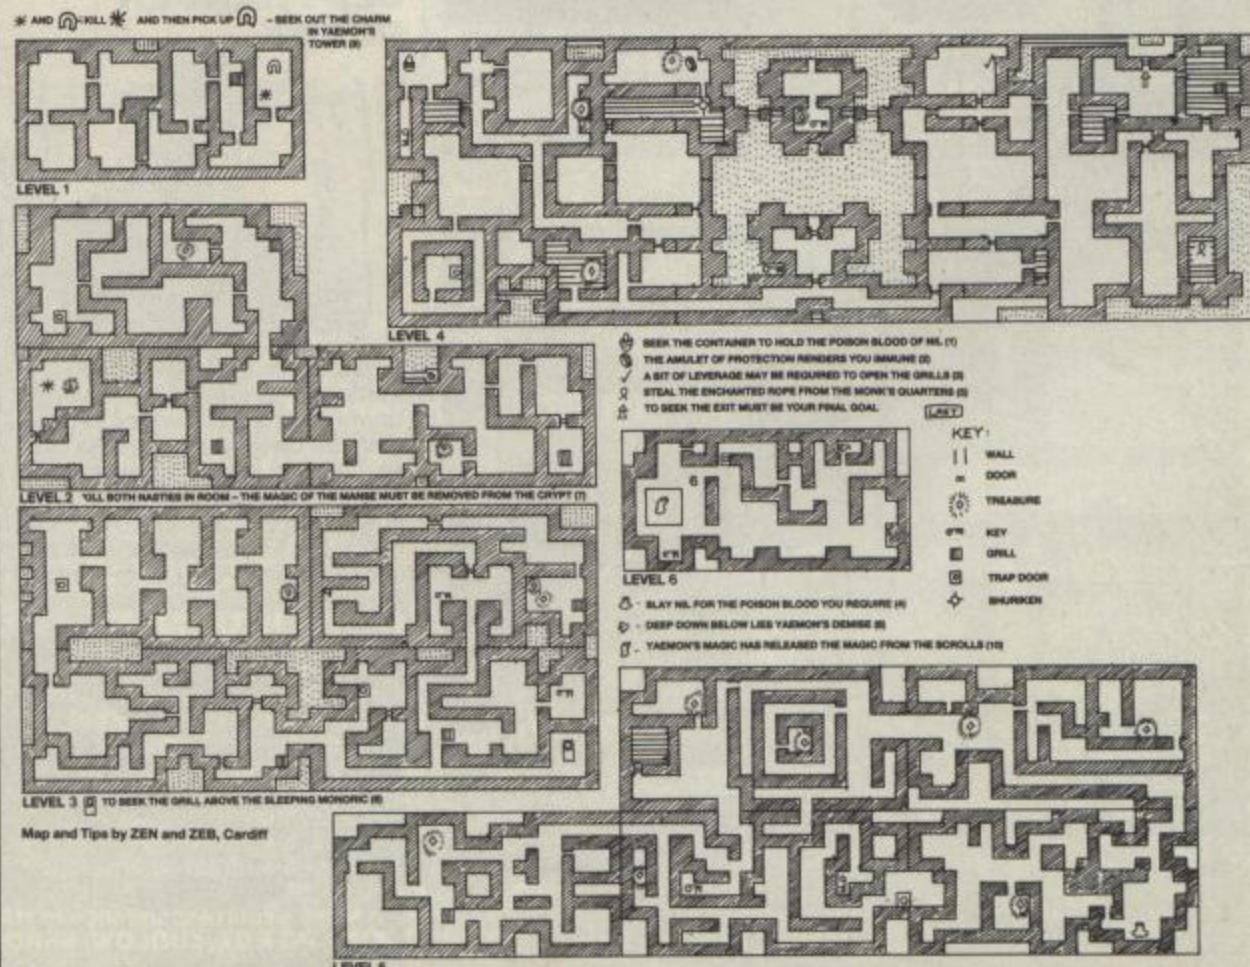 AND KILL AND THEN PICK UP – SEEK OUT THE CHARM
IN YAEMON'S
TOWER (9)
LEVEL 1
LEVEL 4
SEEK THE CONTAINER TO HOLD THE POISON BLOOD OF NIL (1)
THE AMULET OF PROTECTION RENDERS YOU IMMUNE (2)
A BIT OF LEVERAGE MAY BE REQUIRED TO OPEN THE GRILLS (3)
STEAL THE ENCHANTED ROPE FROM THE MONK'S QUARTERS (5)
TO SEEK THE EXIT MUST BE YOUR FINAL GOAL
LAST
KEY:
WALL
DOOR
TREASURE
KEY
GRILL
TRAP DOOR
SHURIKEN
6
LEVEL 2 BOTH NASTIES IN ROOM – THE MAGIC OF THE MANSE MUST BE REMOVED FROM THE CRYPT (7)
LEVEL 6
- SLAY NIL FOR THE POISON BLOOD YOU REQUIRE (4)
- DEEP DOWN BELOW LIES YAEMON'S DEMISE (8)
- YAEMON'S MAGIC HAS RELEASED THE MAGIC FROM THE SCROLLS (10)
LEVEL 3 TO SEEK THE GRILL ABOVE THE SLEEPING MONORIC (6)
Map and Tips by ZEN and ZEB, Cardiff
LEVEL 5